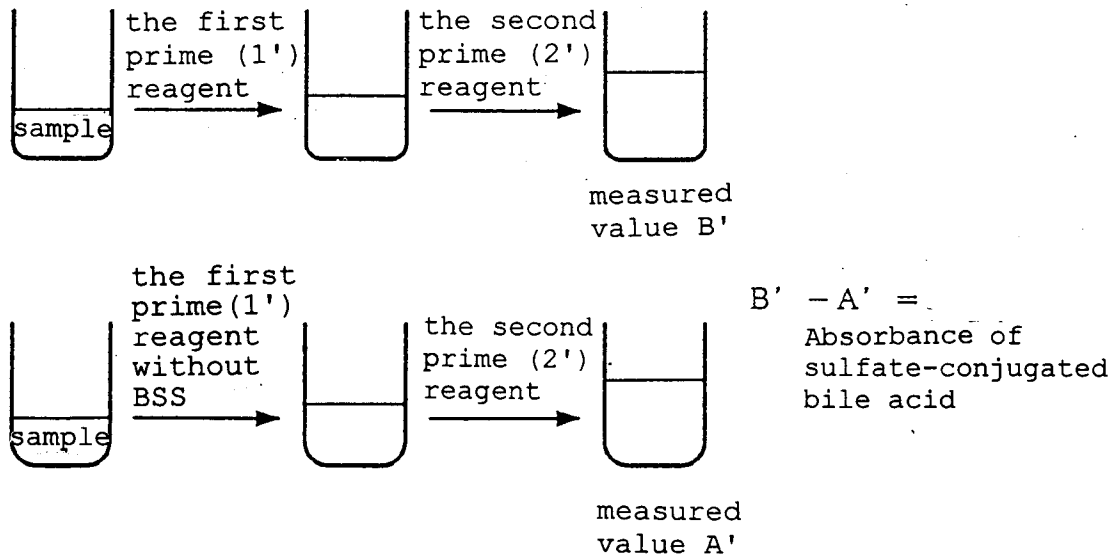 the first
prime (1')
reagent
sample
the second
prime (2')
reagent
measured
value B'
the first
prime(1')
reagent
without
BSS
sample
the second
prime (2')
reagent
measured
value A'
B' －A' =
Absorbance of
sulfate-conjugated
bile acid